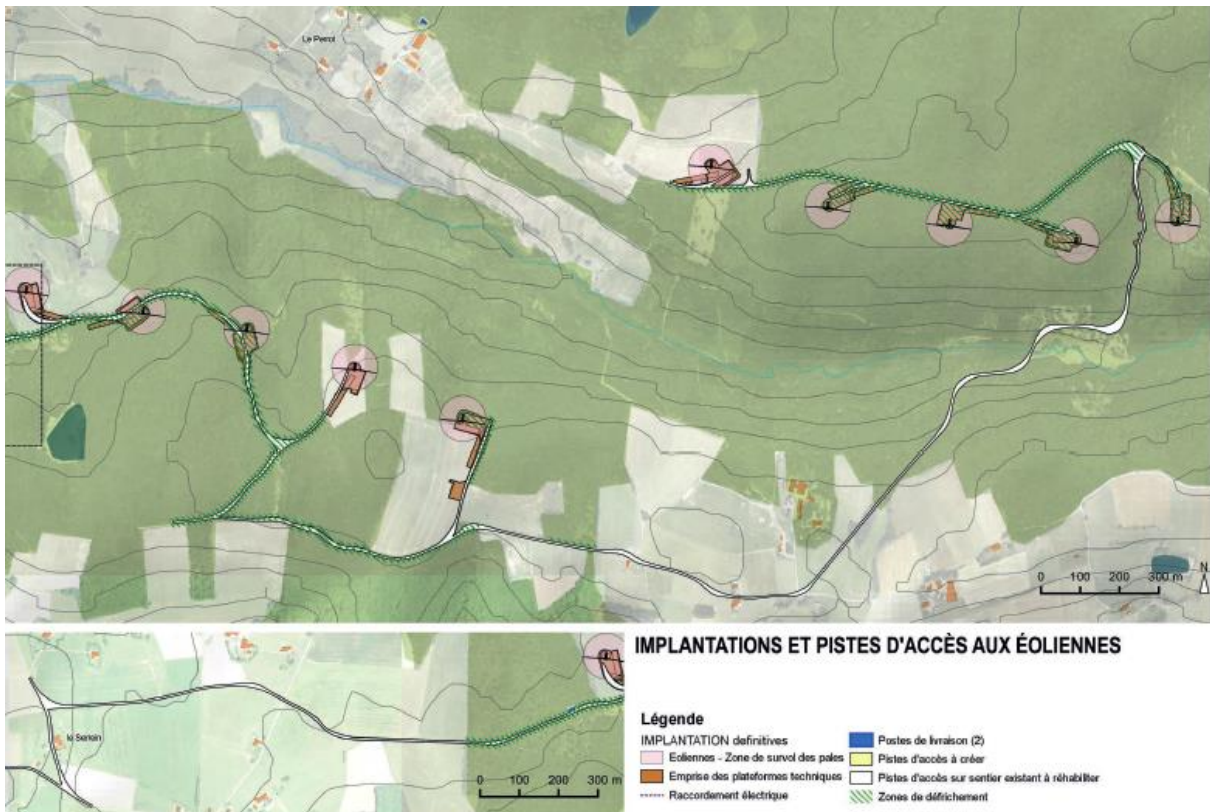 Le Perrot
N
0 100 200 300 m
IMPLANTATIONS ET PISTES D'ACCÈS AUX ÉOLIENNES
le Serrein
0 100 200 300 m
Légende
IMPLANTATION definitives
Eoliennes - Zone de survol des pales
Emprise des plateformes techniques
Raccordement électrique
Postes de livraison (2)
Pistes d'accès à créer
Pistes d'accès sur sentier existant à réhabiliter
Zones de défrichement